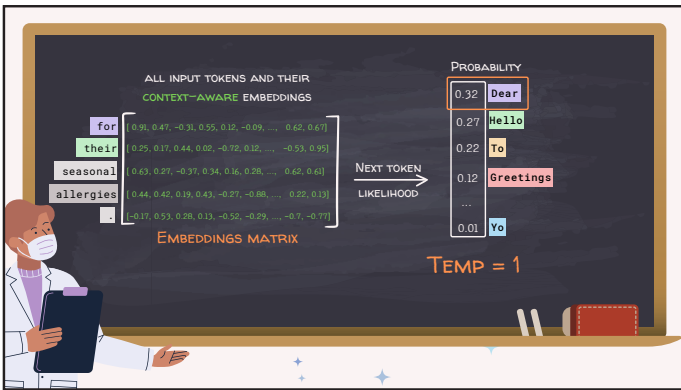 ALL INPUT TOKENS AND THEIR
CONTEXT-AWARE EMBEDDINGS
for [ 0.91, 0.47, -0.31, 0.55, 0.12, -0.09, ..., 0.62, 0.67]
their [ 0.25, 0.17, 0.44, 0.02, -0.72, 0.12, ..., -0.53, 0.95]
seasonal [ 0.63, 0.27, -0.37, 0.34, 0.16, 0.28, ..., 0.62, 0.61]
allergies [ 0.44, 0.42, 0.19, 0.43, -0.27, -0.88, ..., 0.22, 0.13]
. [-0.17, 0.53, 0.28, 0.13, -0.52, -0.29, ..., -0.7, -0.77]
EMBEDDINGS MATRIX
NEXT TOKEN
LIKELIHOOD
PROBABILITY
0.32 Dear
0.27 Hello
0.22 To
0.12 Greetings
...
0.01 Yo
TEMP = 1